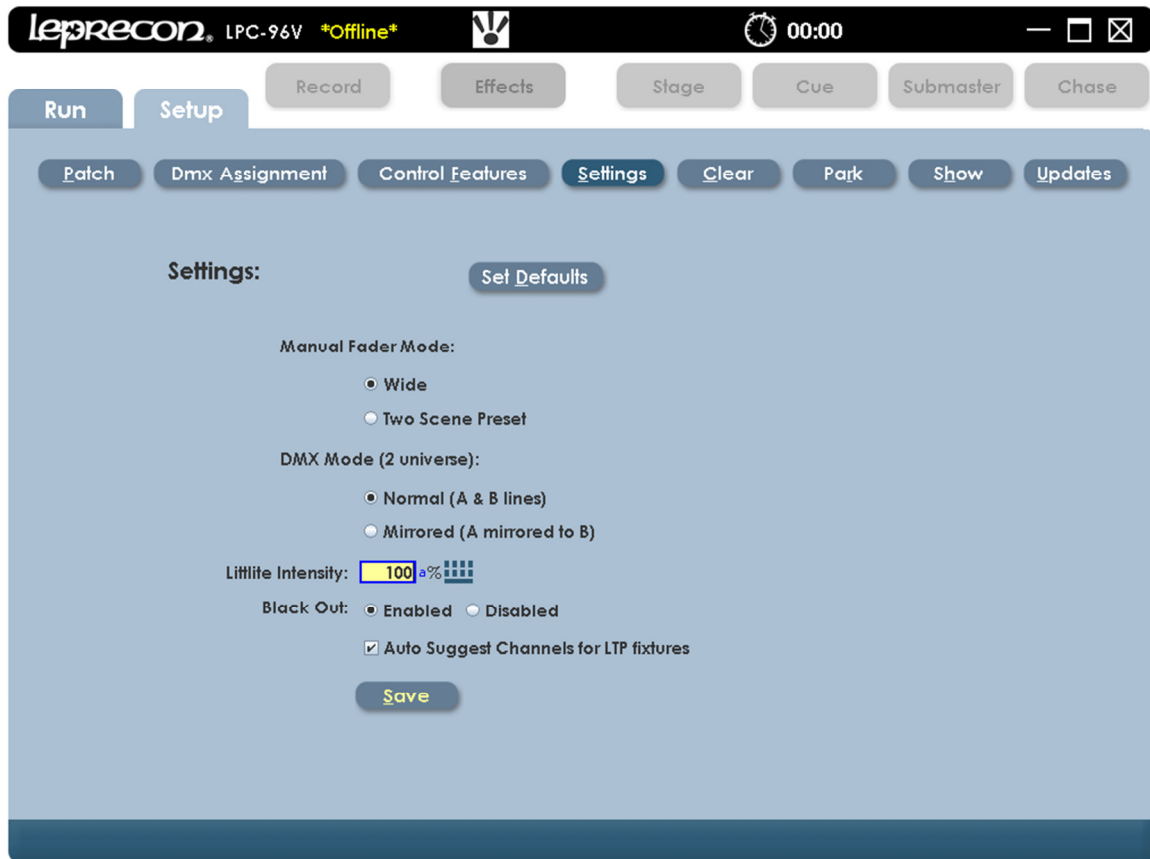 leprecon® LPC-96V *Offline* 00:00
Record Effects Stage Cue Submaster Chase
Run Setup
Patch Dmx Assignment Control Features Settings Clear Park Show Updates
Settings: Set Defaults
Manual Fader Mode:
Wide
Two Scene Preset
DMX Mode (2 universe):
Normal (A & B lines)
Mirrored (A mirrored to B)
Littlite Intensity: 100 a%
Black Out: Enabled Disabled
Auto Suggest Channels for LTP fixtures
Save